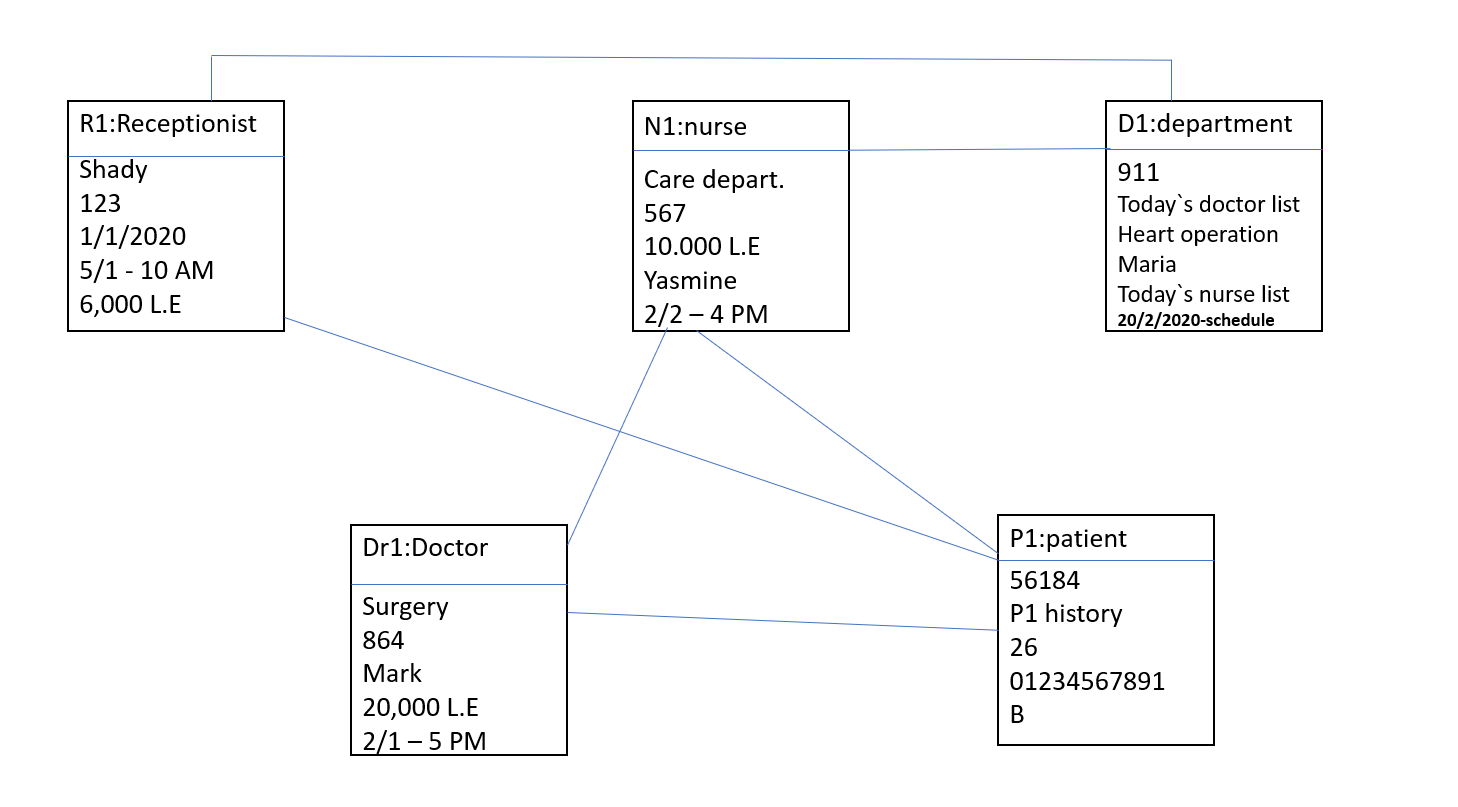 R1:Receptionist
Shady
123
1/1/2020
5/1 - 10 AM
6,000 L.E
N1:nurse
Care depart.
567
10.000 L.E
Yasmine
2/2 – 4 PM
D1:department
911
Today`s doctor list
Heart operation
Maria
Today`s nurse list
20/2/2020-schedule
Dr1:Doctor
Surgery
864
Mark
20,000 L.E
2/1 – 5 PM
P1:patient
56184
P1 history
26
01234567891
B